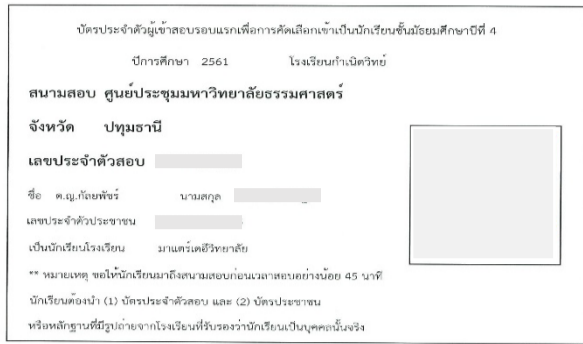 บัตรประจำตัวผู้เข้าสอบรอบแรกเพื่อการคัดเลือกเข้าเป็นนักเรียนชั้นมัธยมศึกษาปีที่ 4
ปีการศึกษา 2561 โรงเรียนกำเนิดวิทย์
สนามสอบ ศูนย์ประชุมมหาวิทยาลัยธรรมศาสตร์
จังหวัด ปทุมธานี
เลขประจำตัวสอบ
ชื่อ ด.ญ.กัลยพัชร์ นามสกุล
เลขประจำตัวประชาชน
เป็นนักเรียนโรงเรียน มาแตร์เดอีวิทยาลัย
** หมายเหตุ ขอให้นักเรียนมาถึงสนามสอบก่อนเวลาสอบอย่างน้อย 45 นาที
นักเรียนต้องนำ (1) บัตรประจำตัวสอบ และ (2) บัตรประชาชน
หรือหลักฐานที่มีรูปถ่ายจากโรงเรียนที่รับรองว่านักเรียนเป็นบุคคลนั้นจริง